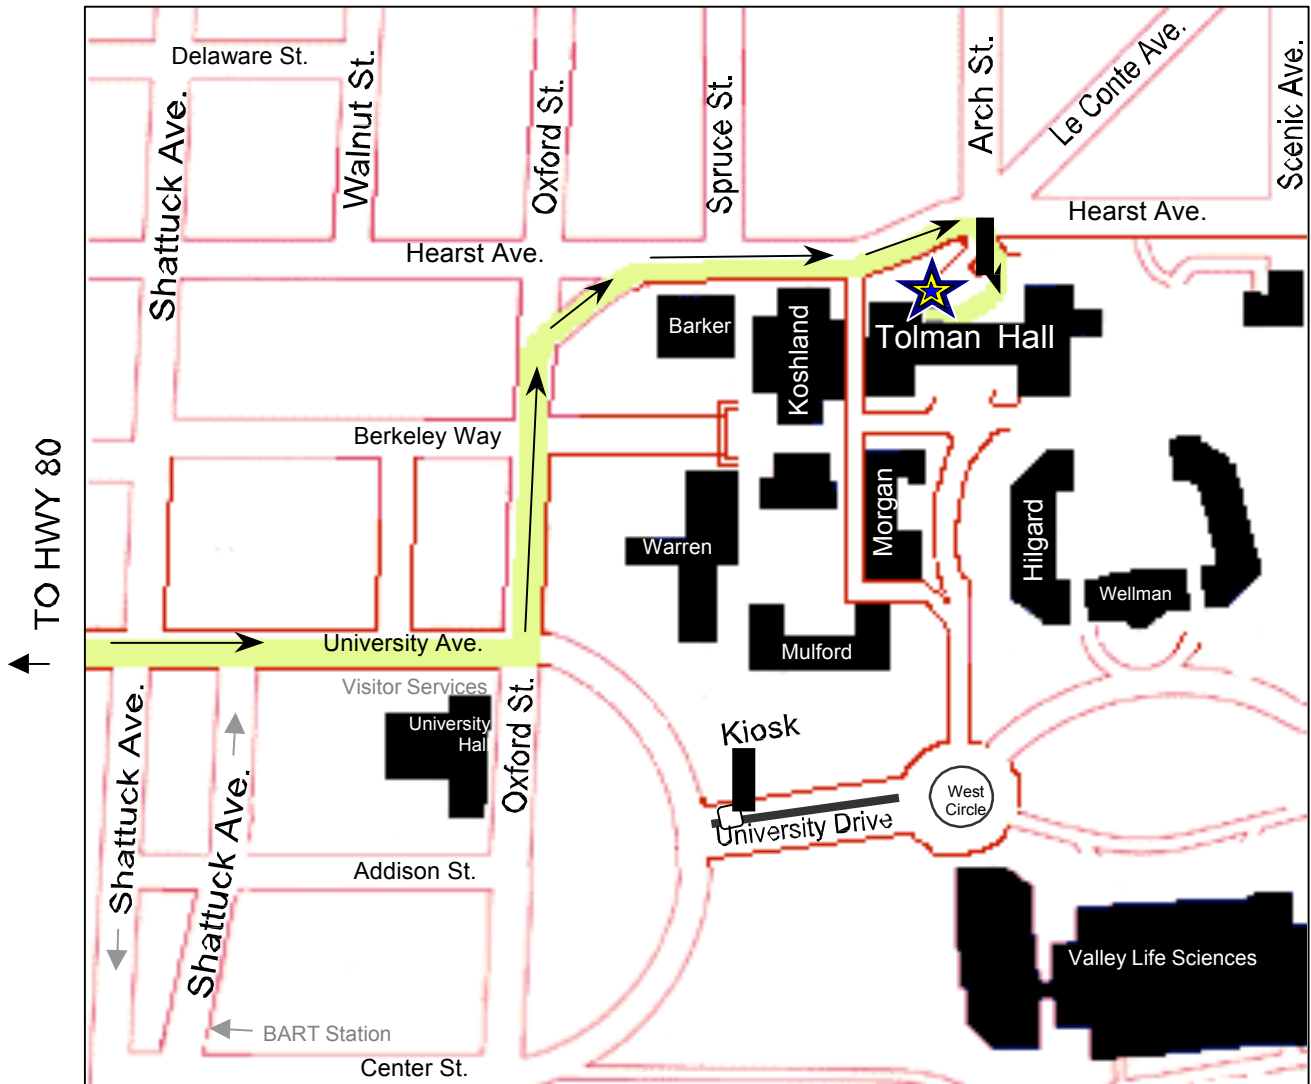 Delaware St.
Shattuck Ave.
Walnut St.
Oxford St.
Spruce St.
Arch St.
Le Conte Ave.
Scenic Ave.
Hearst Ave.
Hearst Ave.
Barker
Koshland
Tolman Hall
Berkeley Way
TO HWY 80
Warren
Morgan
Hilgard
Wellman
University Ave.
Mulford
Visitor Services
University
Hall
Oxford St.
Shattuck Ave.
Shattuck Ave.
Kiosk
University Drive
West
Circle
Addison St.
Valley Life Sciences
BART Station
Center St.